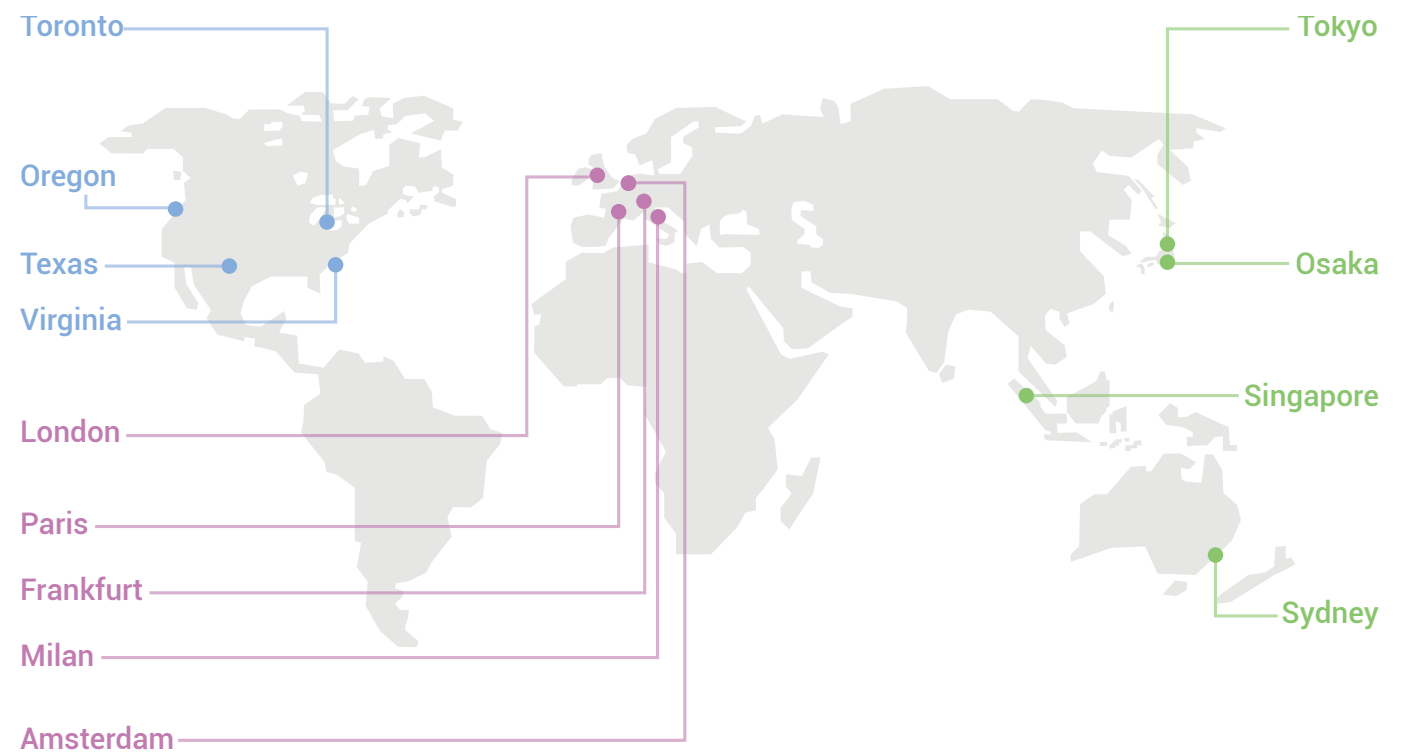 Toronto
Tokyo
Oregon
Texas
Osaka
Virginia
Singapore
London
Paris
Frankfurt
Sydney
Milan
Amsterdam